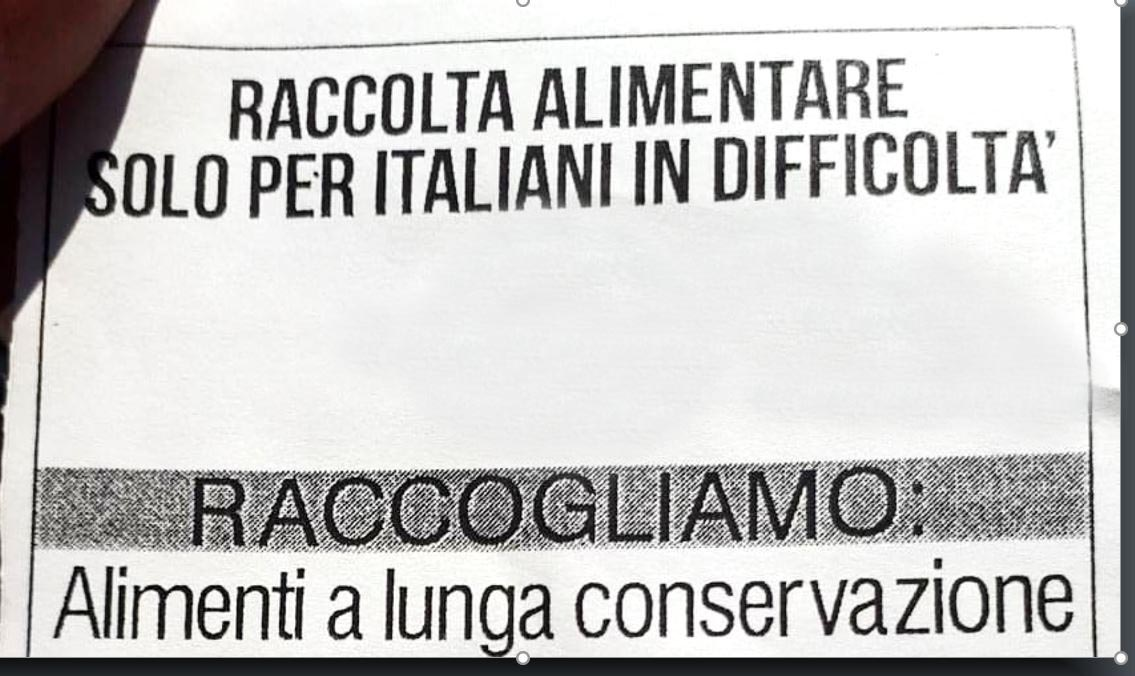 RACCOLTA ALIMENTARE
SOLO PER ITALIANI IN DIFFICOLTA'
RACCOGLIAMO:
Alimenti a lunga conservazione